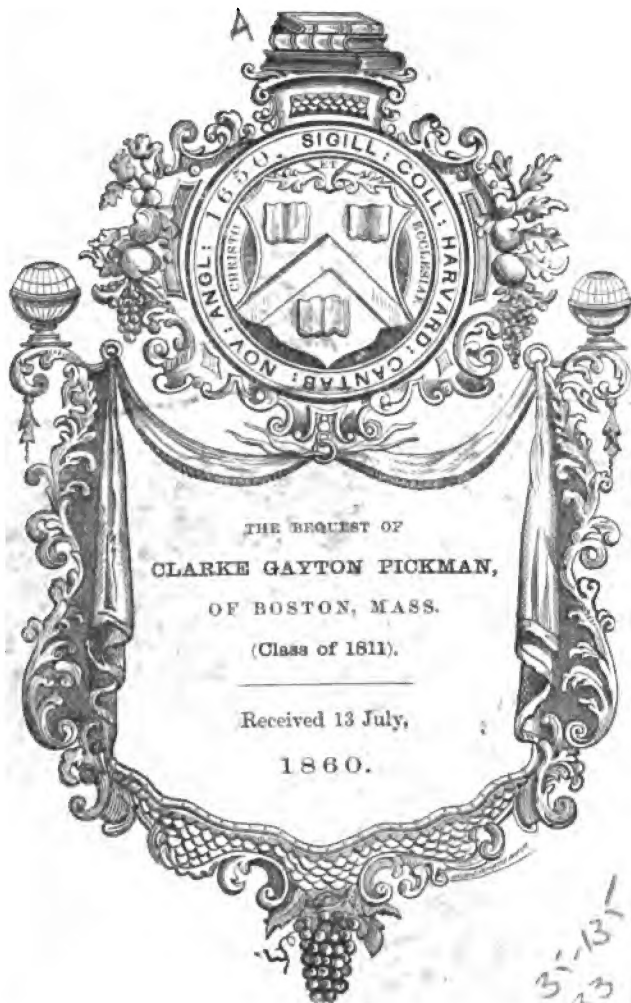 A
SIGILL: COLL: HARVARD: CANTAB: NOV: ANGL: 1650.
ET
CHRISTO
ECCLESIAE
THE BEQUEST OF
CLARKE GAYTON PICKMAN,
OF BOSTON, MASS.
(Class of 1811).
Received 13 July,
1860.